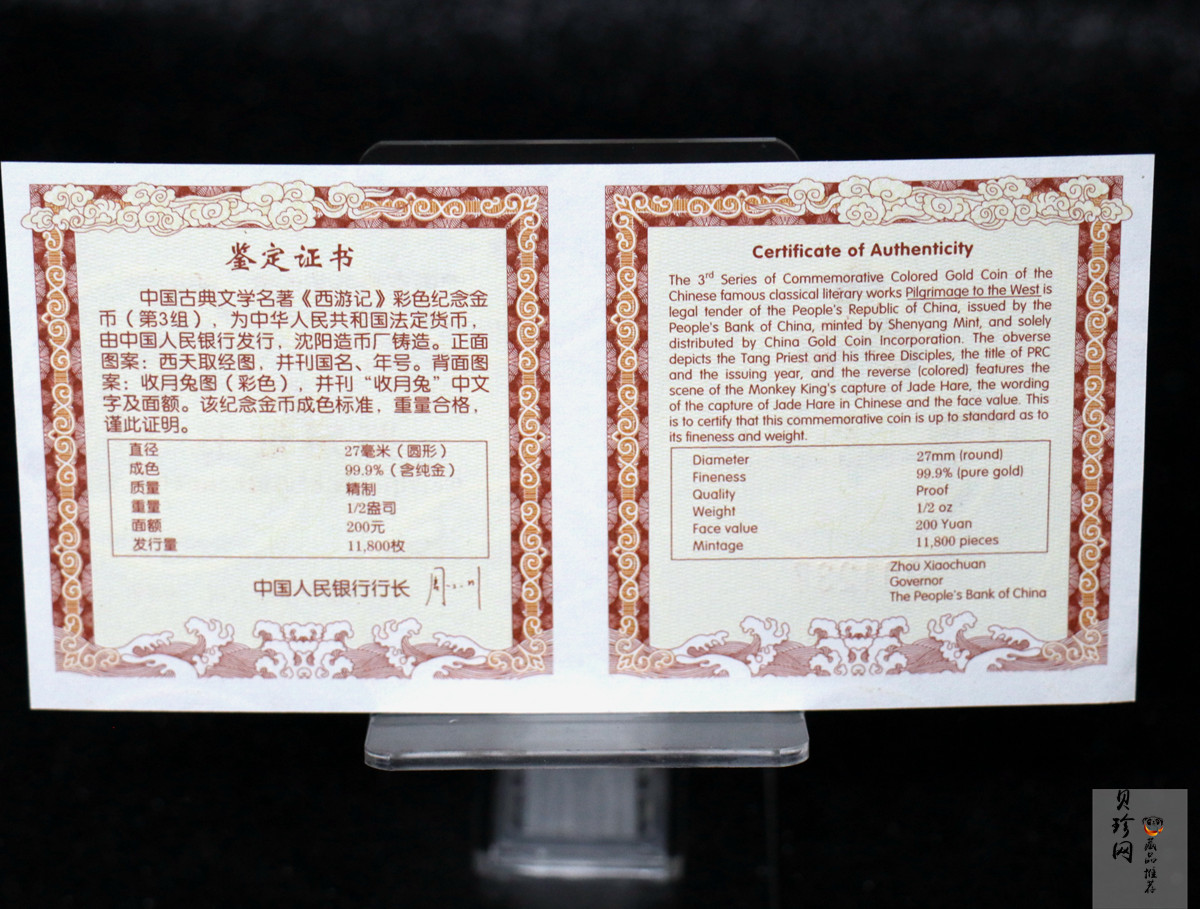 鉴定证书
中国古典文学名著《西游记》彩色纪念金
币（第3组），为中华人民共和国法定货币，
由中国人民银行发行，沈阳造币厂铸造。正面
图案：西天取经图，并刊国名、年号。背面图
案：收月兔图（彩色），并刊“收月兔”中文
字及面额。该纪念金币成色标准，重量合格，
谨此证明。
直径 27毫米（圆形）
成色 99.9%（含纯金）
质量 精制
重量 1/2盎司
面额 200元
发行量 11,800枚
中国人民银行行长
Certificate of Authenticity
The 3rd Series of Commemorative Colored Gold Coin of the
Chinese famous classical literary works Pilgrimage to the West is
legal tender of the People's Republic of China, issued by the
People's Bank of China, minted by Shenyang Mint, and solely
distributed by China Gold Coin Incorporation. The obverse
depicts the Tang Priest and his three Disciples, the title of PRC
and the issuing year, and the reverse (colored) features the
scene of the Monkey King's capture of Jade Hare, the wording
of the capture of Jade Hare in Chinese and the face value. This
is to certify that this commemorative coin is up to standard as to
its fineness and weight.
Diameter 27mm (round)
Fineness 99.9% (pure gold)
Quality Proof
Weight 1/2 oz
Face value 200 Yuan
Mintage 11,800 pieces
Zhou Xiaochuan
Governor
The People's Bank of China
贝珍网
藏品推荐